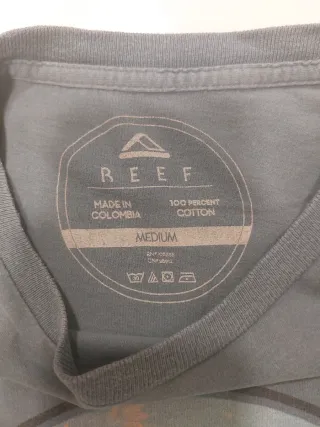 REEF
MADE IN
COLOMBIA
100 PERCENT
COTTON
MEDIUM